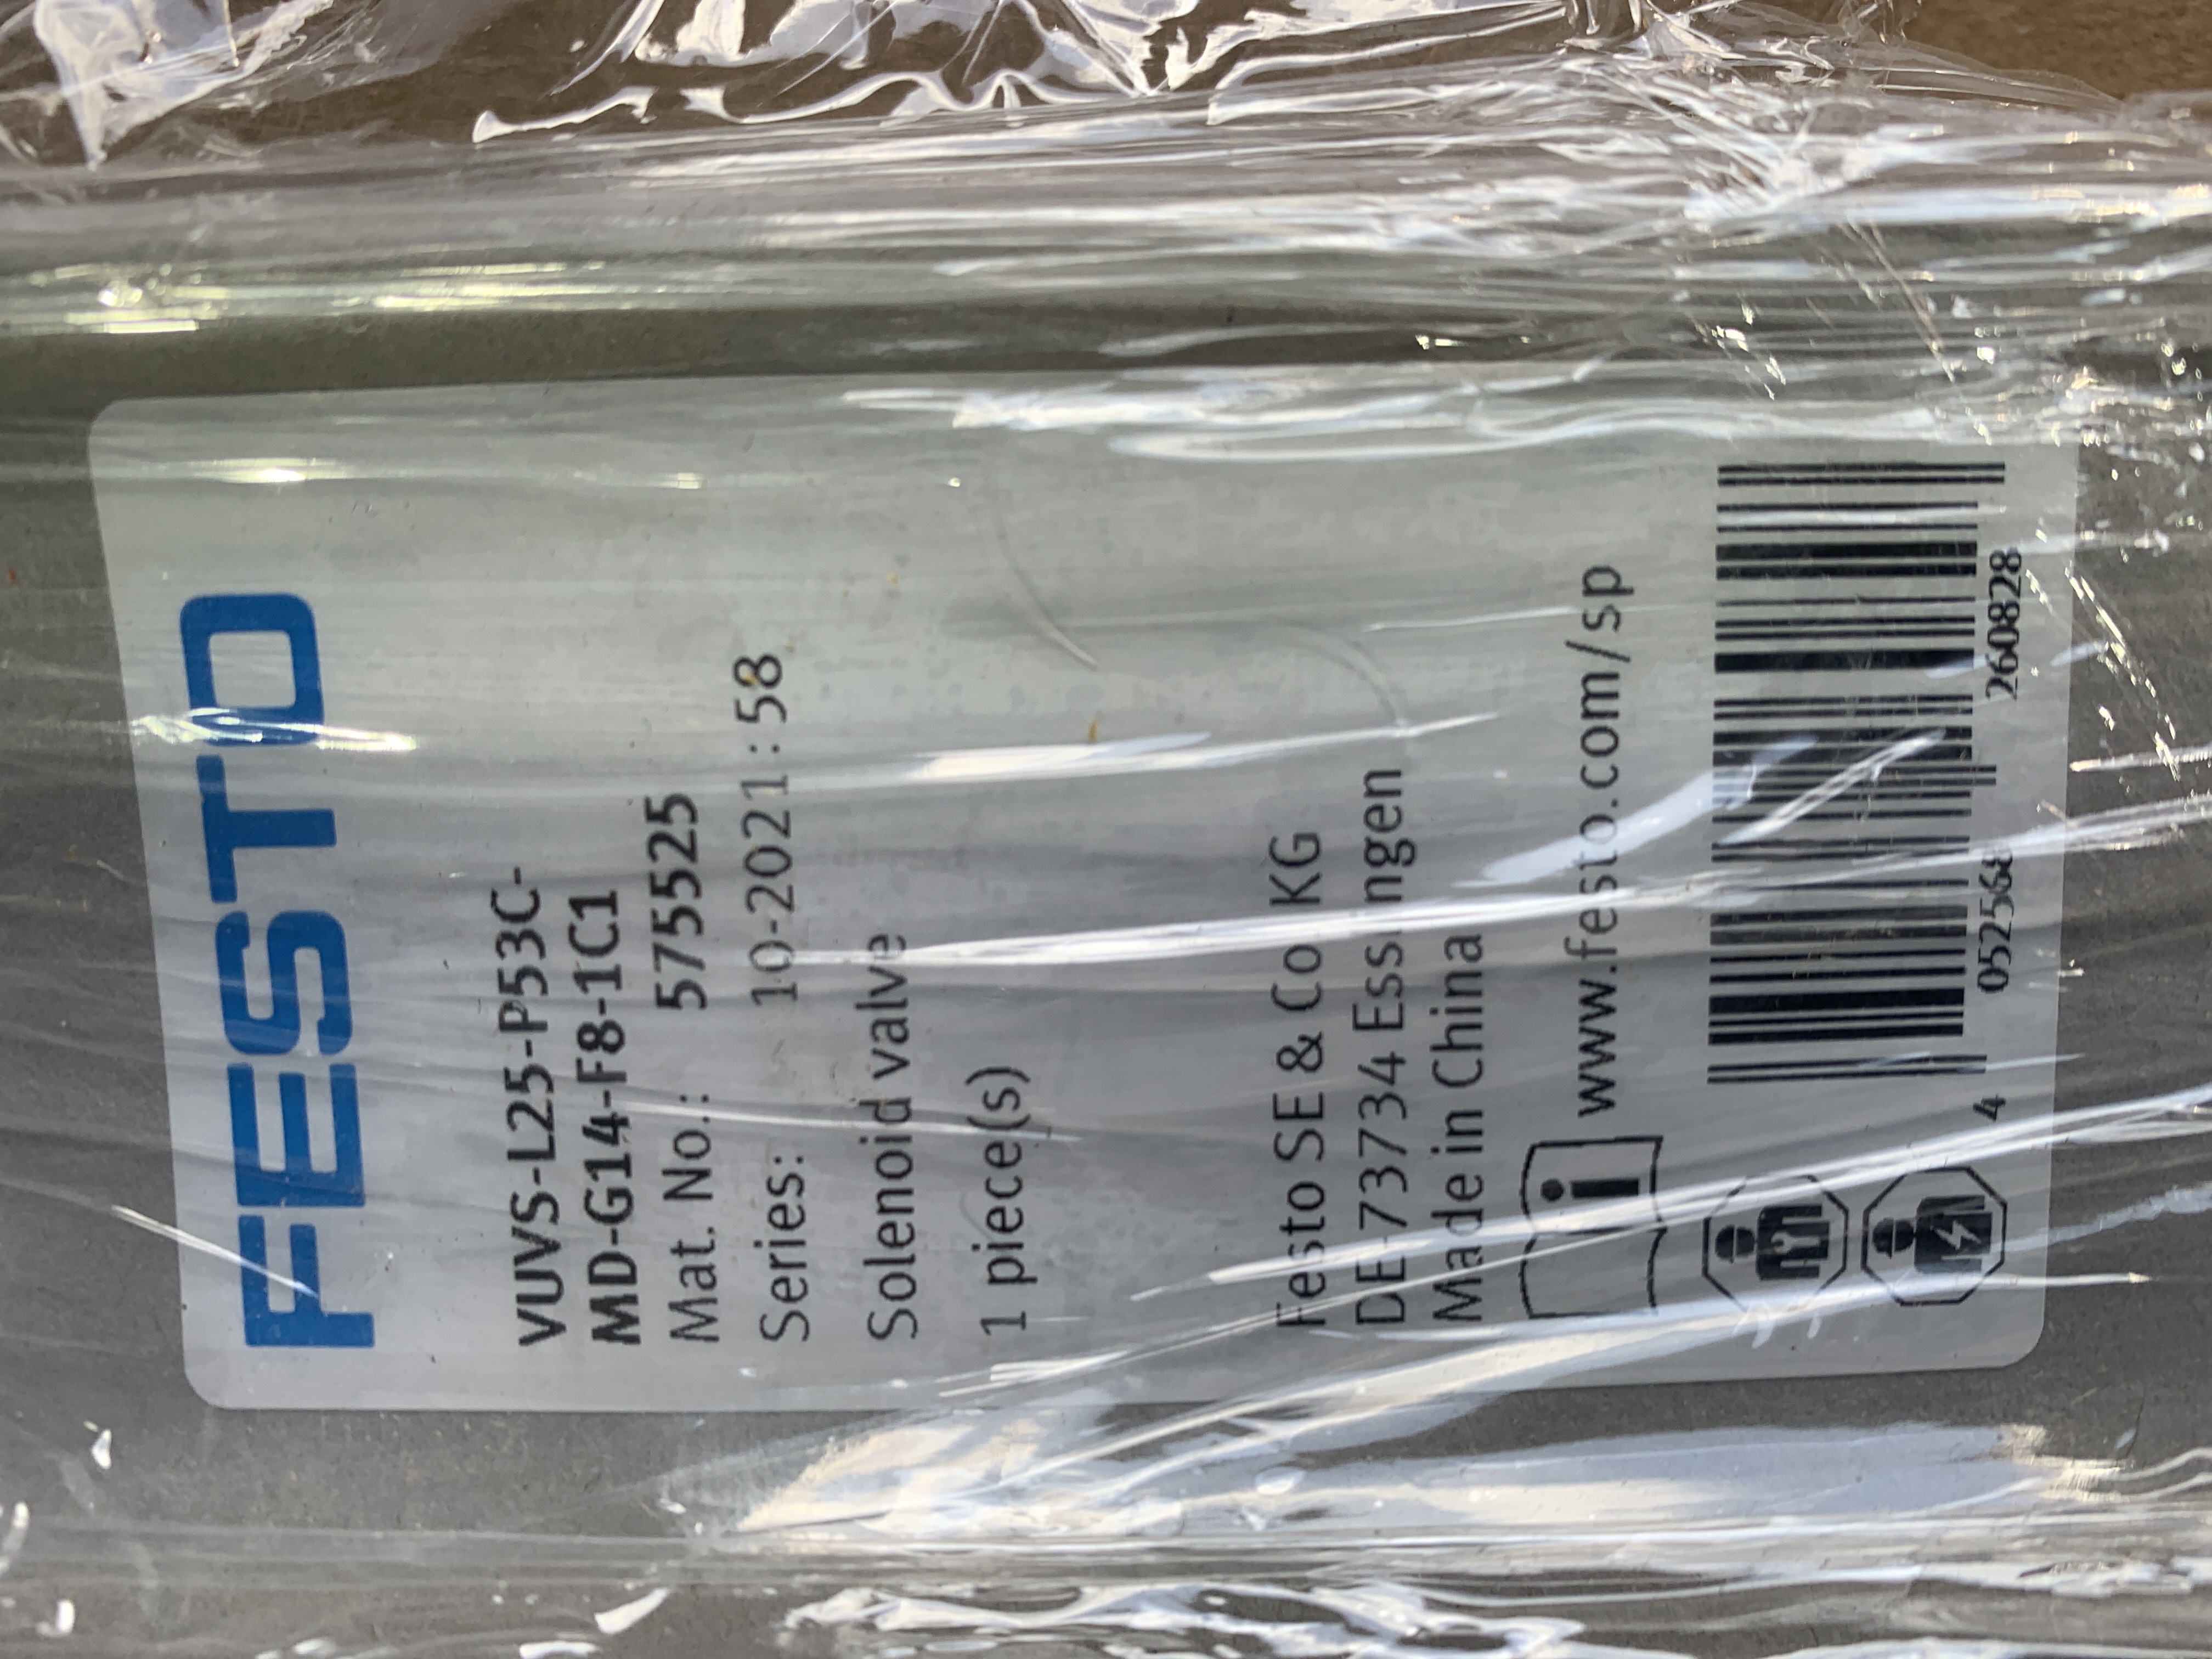 FESTO
VUVS-L25-P53C-
MD-G14-F8-1C1
Mat. No.: 575525
Series: 10-2021:58
Solenoid valve
1 piece(s)
Festo SE & Co KG
DE-73734 Esslingen
Made in China
i www.festo.com/sp
4 052568 260828